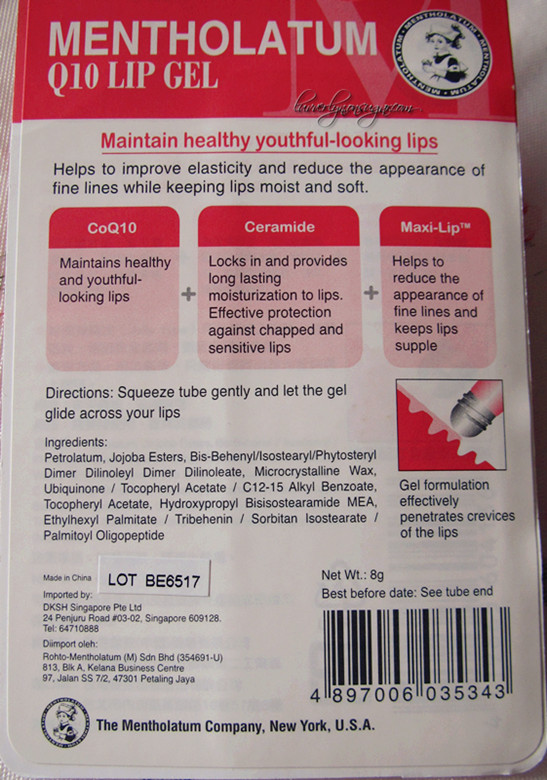 MENTHOLATUM
Q10 LIP GEL
MENTHOLATUM · MENTHOLATUM
Maintain healthy youthful-looking lips
Helps to improve elasticity and reduce the appearance of
fine lines while keeping lips moist and soft.
CoQ10
Maintains healthy
and youthful-
looking lips
+
Ceramide
Locks in and provides
long lasting
moisturization to lips.
Effective protection
against chapped and
sensitive lips
+
Maxi-Lip™
Helps to
reduce the
appearance of
fine lines and
keeps lips
supple
Directions: Squeeze tube gently and let the gel
glide across your lips
Ingredients:
Petrolatum, Jojoba Esters, Bis-Behenyl/Isostearyl/Phytosteryl
Dimer Dilinoleyl Dimer Dilinoleate, Microcrystalline Wax,
Ubiquinone / Tocopheryl Acetate / C12-15 Alkyl Benzoate,
Tocopheryl Acetate, Hydroxypropyl Bisisostearamide MEA,
Ethylhexyl Palmitate / Tribehenin / Sorbitan Isostearate /
Palmitoyl Oligopeptide
Gel formulation
effectively
penetrates crevices
of the lips
Made in China
LOT BE6517
Imported by:
DKSH Singapore Pte Ltd
24 Penjuru Road #03-02, Singapore 609128.
Tel: 64710888
Diimport oleh:
Rohto-Mentholatum (M) Sdn Bhd (354691-U)
813, Blk A, Kelana Business Centre
97, Jalan SS 7/2, 47301 Petaling Jaya
Net Wt.: 8g
Best before date: See tube end
4 897006 035343
The Mentholatum Company, New York, U.S.A.